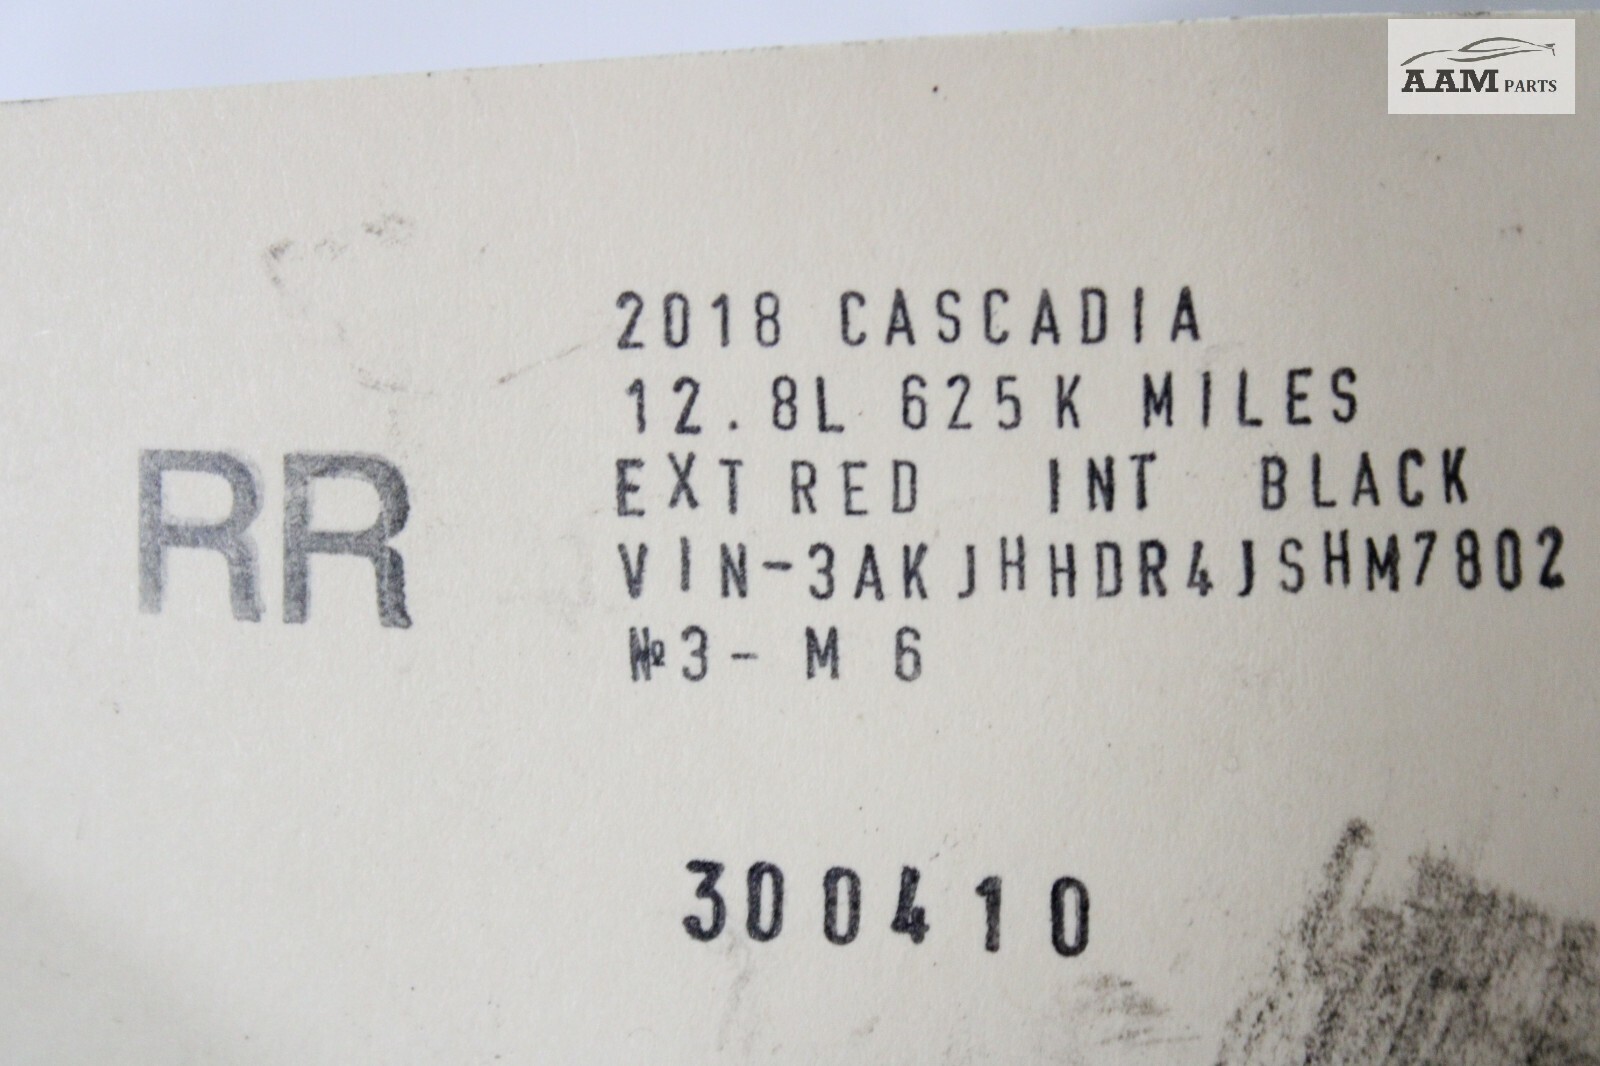 AAM PARTS
2018 CASCADIA
12.8L 625K MILES
EXT RED INT BLACK
VIN-3AKJHHDR4JSHM7802
№3- M 6
RR
300410